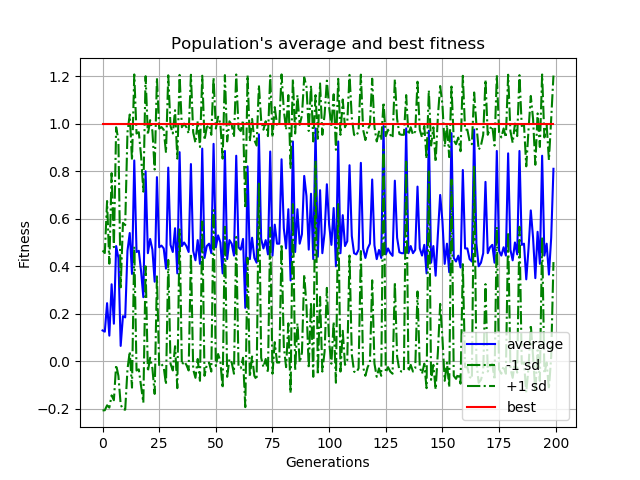 Population's average and best fitness
Fitness
1.2
1.0
0.8
0.6
0.4
0.2
0.0
−0.2
0
25
50
75
100
125
150
175
200
Generations
average
-1 sd
+1 sd
best